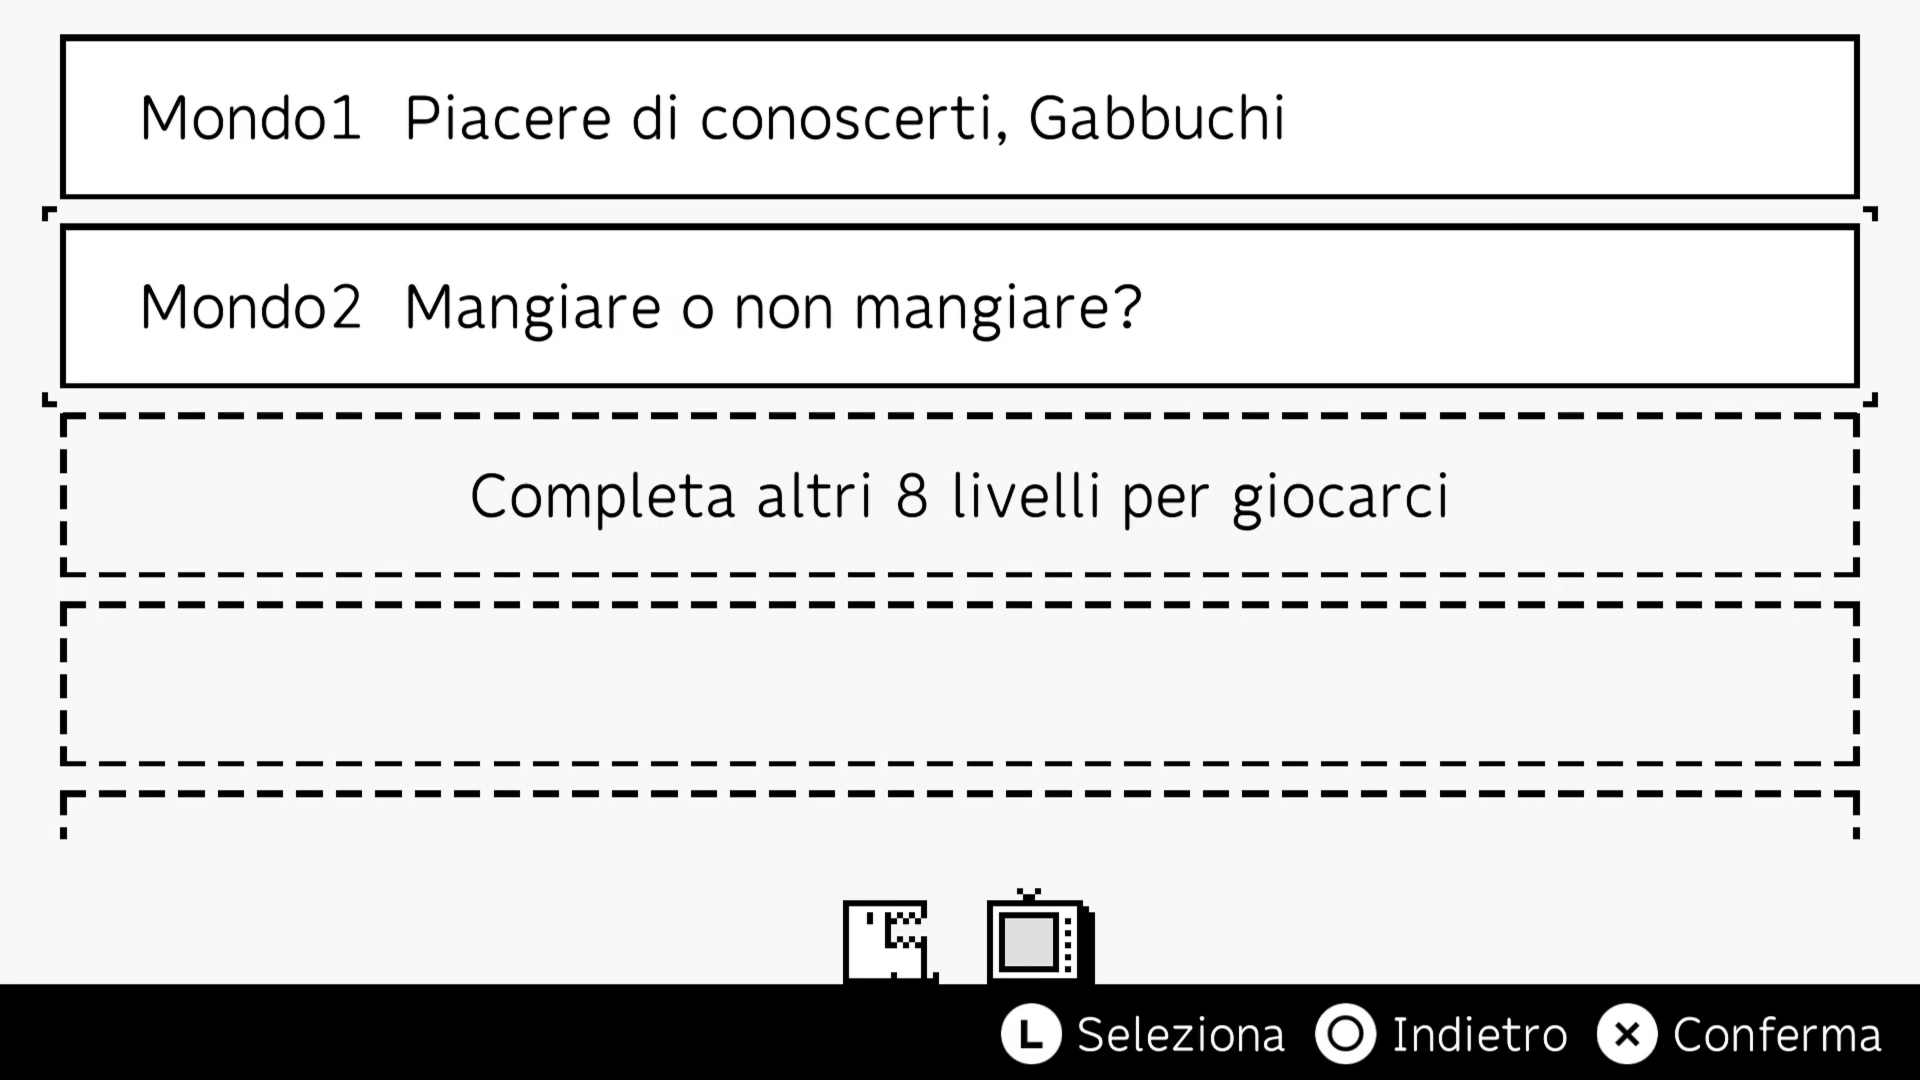 Mondo1 Piacere di conoscerti, Gabbuchi
Mondo2 Mangiare o non mangiare?
Completa altri 8 livelli per giocarci
L Seleziona Indietro Conferma